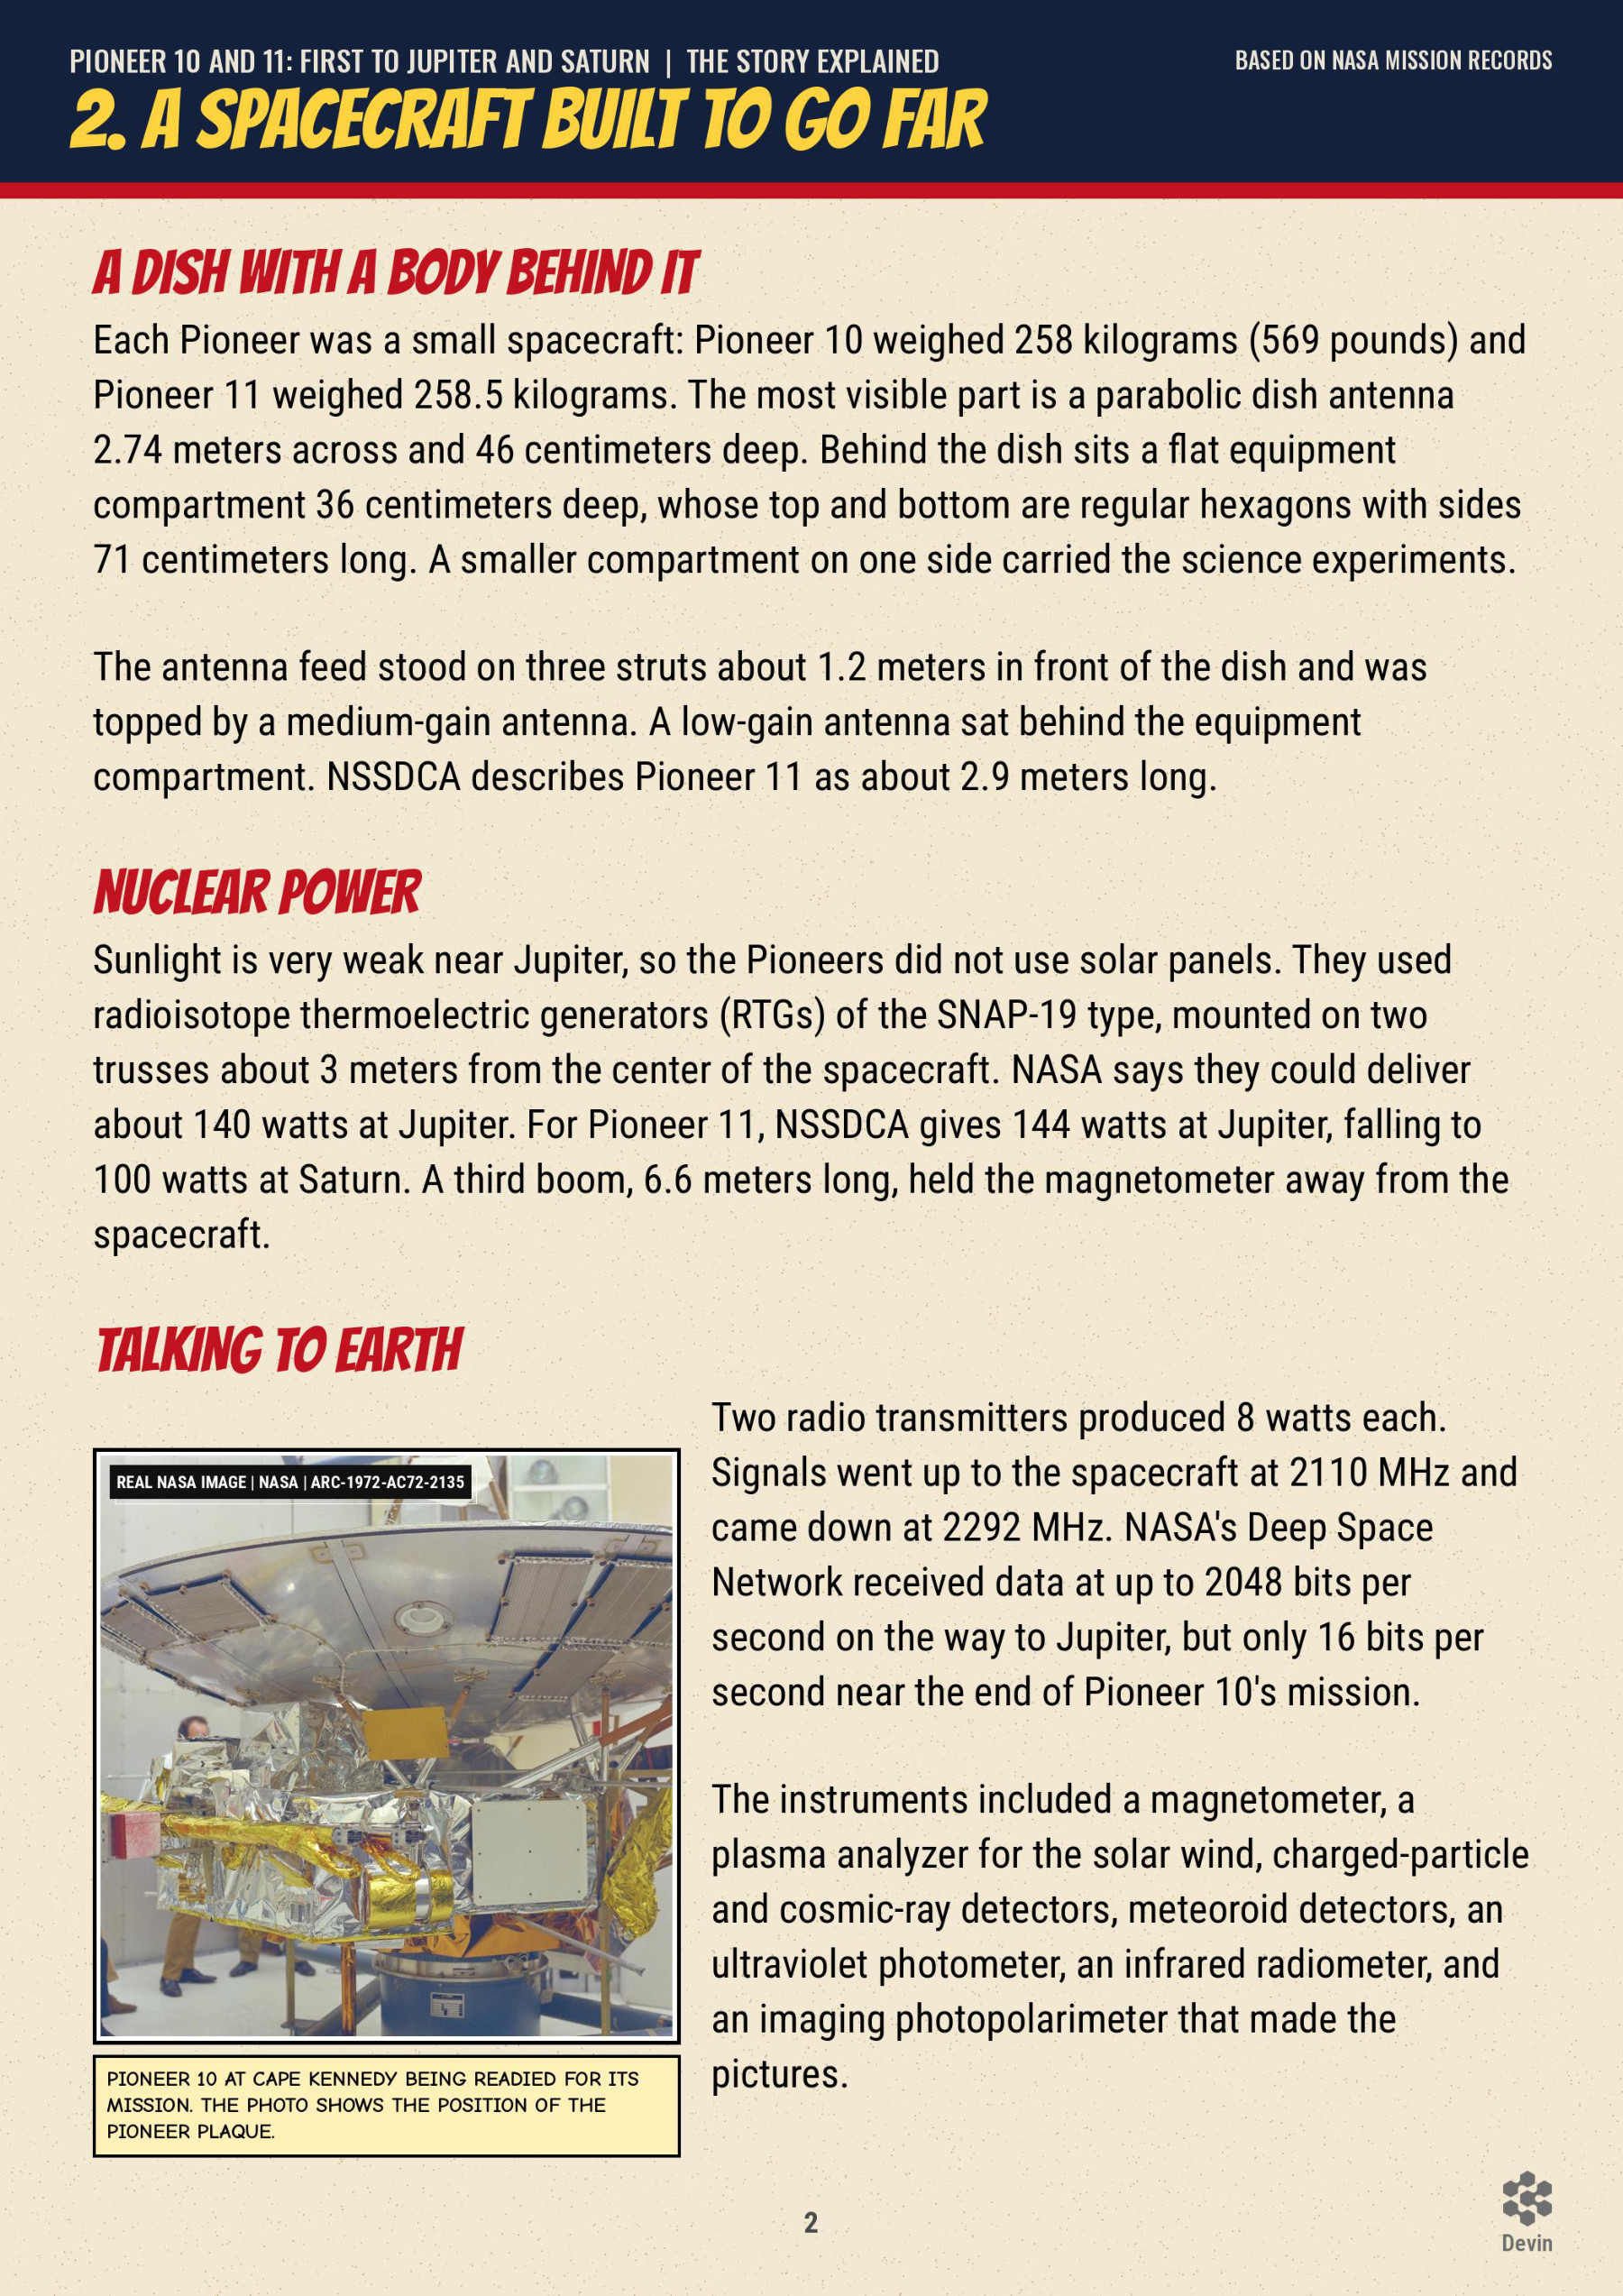 PIONEER 10 AND 11: FIRST TO JUPITER AND SATURN | THE STORY EXPLAINED
BASED ON NASA MISSION RECORDS
2. A SPACECRAFT BUILT TO GO FAR
A DISH WITH A BODY BEHIND IT
Each Pioneer was a small spacecraft: Pioneer 10 weighed 258 kilograms (569 pounds) and
Pioneer 11 weighed 258.5 kilograms. The most visible part is a parabolic dish antenna
2.74 meters across and 46 centimeters deep. Behind the dish sits a flat equipment
compartment 36 centimeters deep, whose top and bottom are regular hexagons with sides
71 centimeters long. A smaller compartment on one side carried the science experiments.
The antenna feed stood on three struts about 1.2 meters in front of the dish and was
topped by a medium-gain antenna. A low-gain antenna sat behind the equipment
compartment. NSSDCA describes Pioneer 11 as about 2.9 meters long.
NUCLEAR POWER
Sunlight is very weak near Jupiter, so the Pioneers did not use solar panels. They used
radioisotope thermoelectric generators (RTGs) of the SNAP-19 type, mounted on two
trusses about 3 meters from the center of the spacecraft. NASA says they could deliver
about 140 watts at Jupiter. For Pioneer 11, NSSDCA gives 144 watts at Jupiter, falling to
100 watts at Saturn. A third boom, 6.6 meters long, held the magnetometer away from the
spacecraft.
TALKING TO EARTH
REAL NASA IMAGE | NASA | ARC-1972-AC72-2135
PIONEER 10 AT CAPE KENNEDY BEING READIED FOR ITS
MISSION. THE PHOTO SHOWS THE POSITION OF THE
PIONEER PLAQUE.
Two radio transmitters produced 8 watts each.
Signals went up to the spacecraft at 2110 MHz and
came down at 2292 MHz. NASA's Deep Space
Network received data at up to 2048 bits per
second on the way to Jupiter, but only 16 bits per
second near the end of Pioneer 10's mission.
The instruments included a magnetometer, a
plasma analyzer for the solar wind, charged-particle
and cosmic-ray detectors, meteoroid detectors, an
ultraviolet photometer, an infrared radiometer, and
an imaging photopolarimeter that made the
pictures.
2
Devin